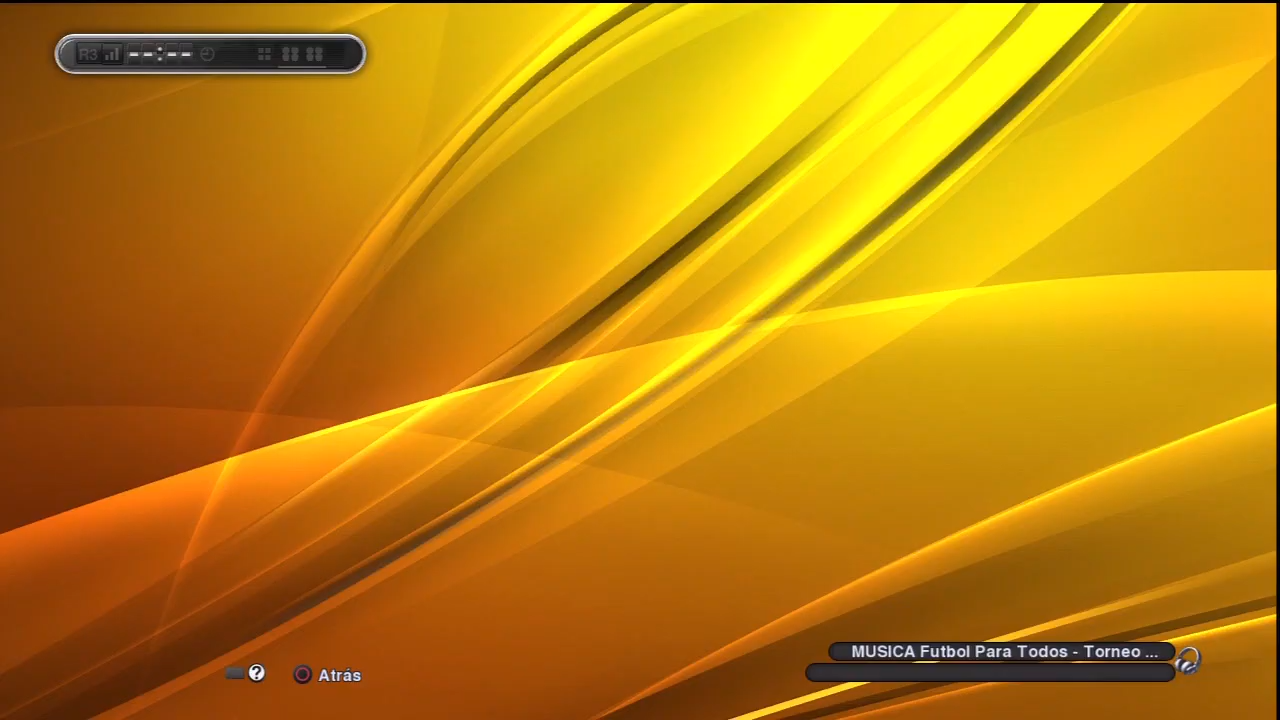 R3 --:--
MUSICA Futbol Para Todos - Torneo ...
? Atrás